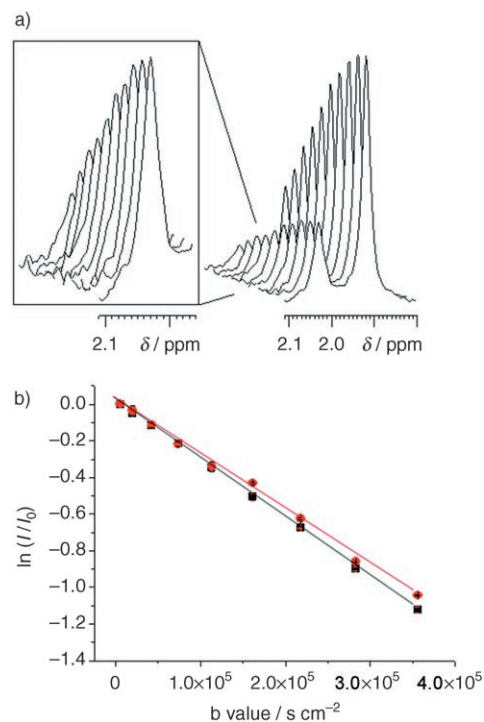 a)
2.1 δ / ppm
2.1 2.0 δ / ppm
b)
0.0
−0.2
−0.4
−0.6
−0.8
−1.0
−1.2
−1.4
ln (I / I₀)
0 1.0×10⁵ 2.0×10⁵ 3.0×10⁵ 4.0×10⁵
b value / s cm⁻²